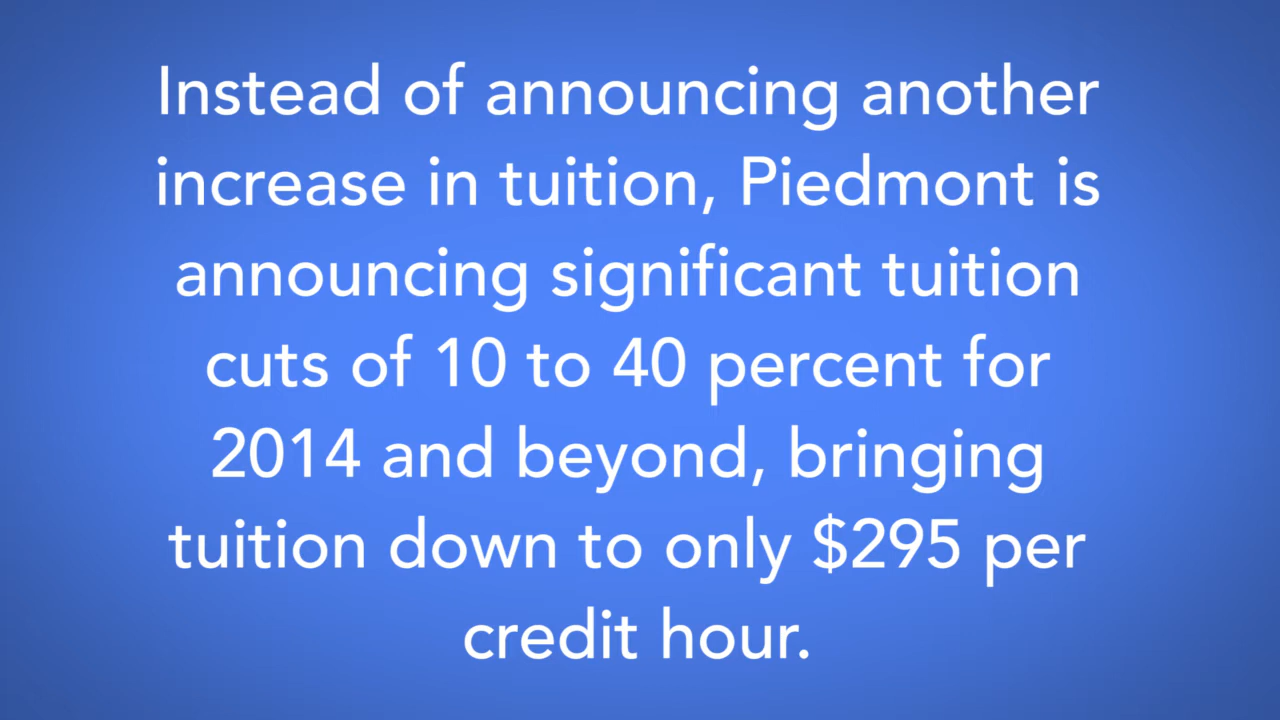 Instead of announcing another
increase in tuition, Piedmont is
announcing significant tuition
cuts of 10 to 40 percent for
2014 and beyond, bringing
tuition down to only $295 per
credit hour.